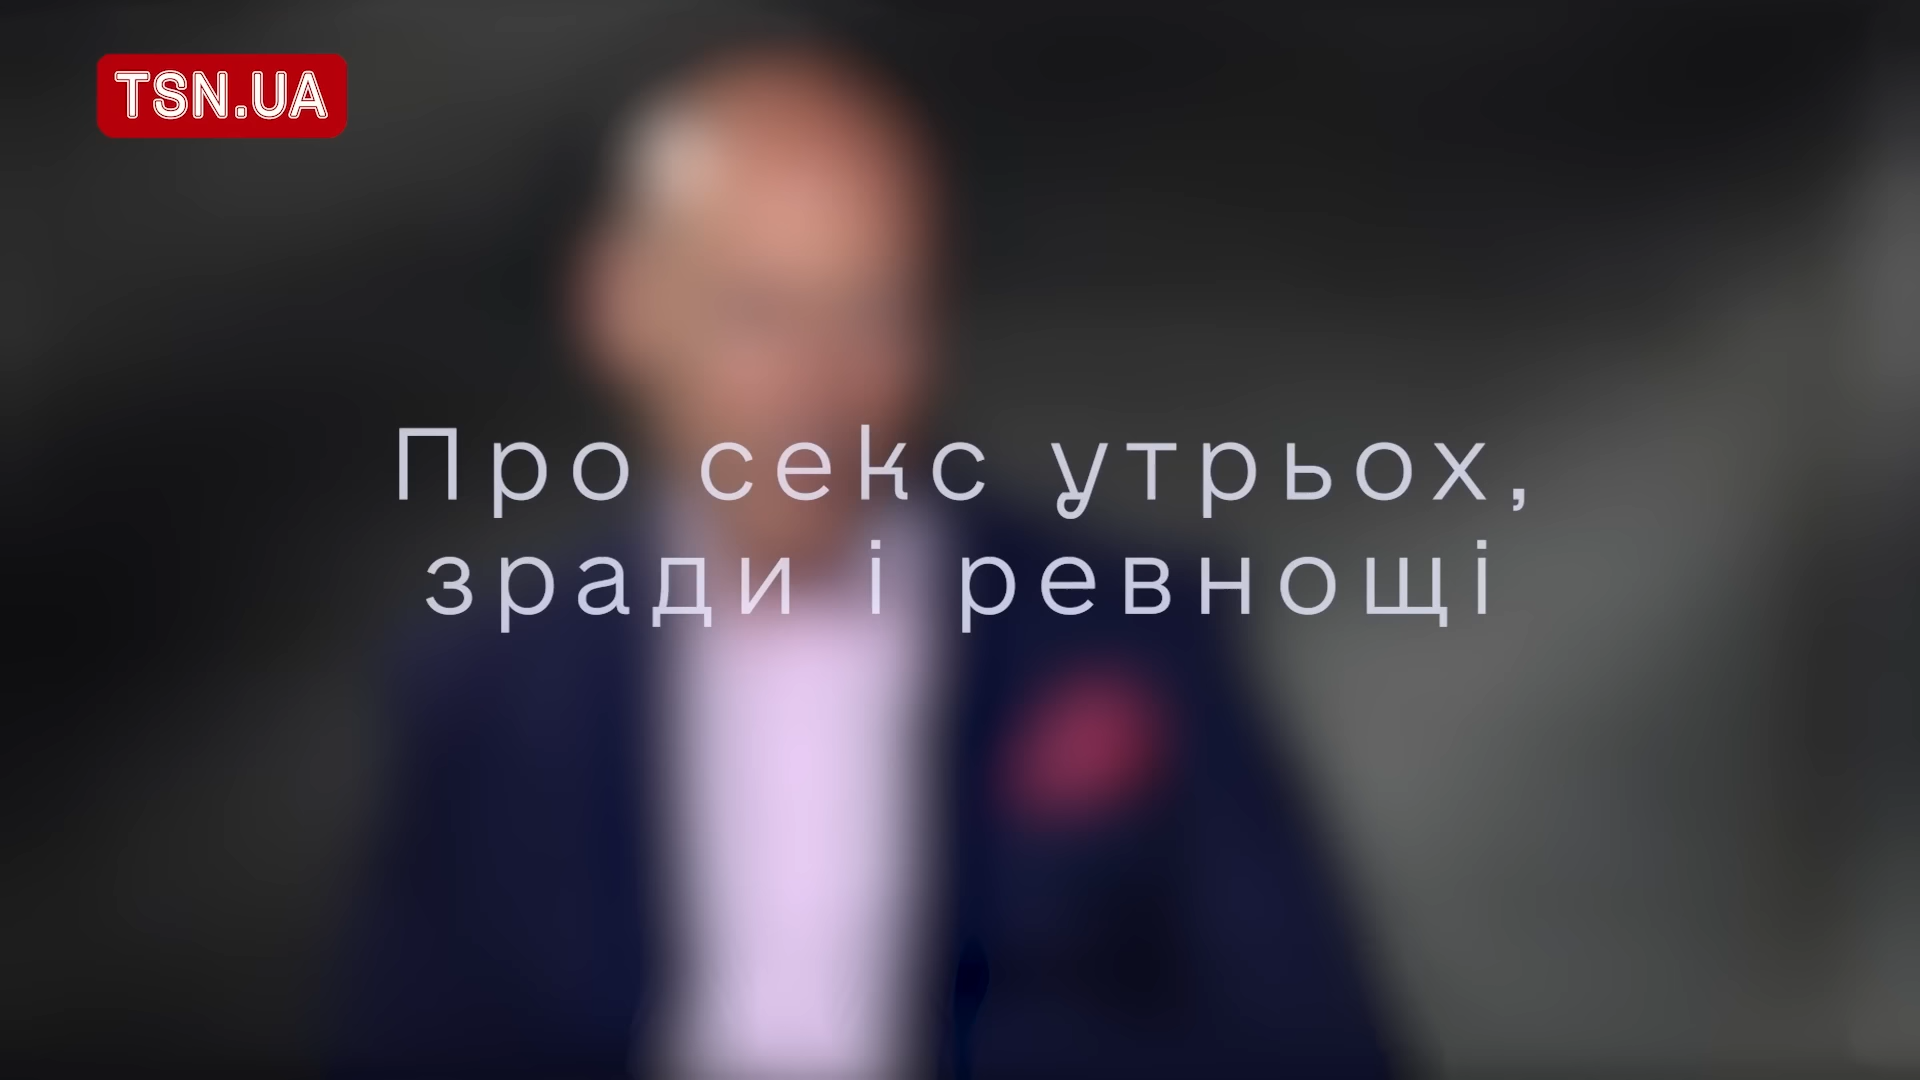 TSN.UA
Про секс утрьох,
зради і ревнощі